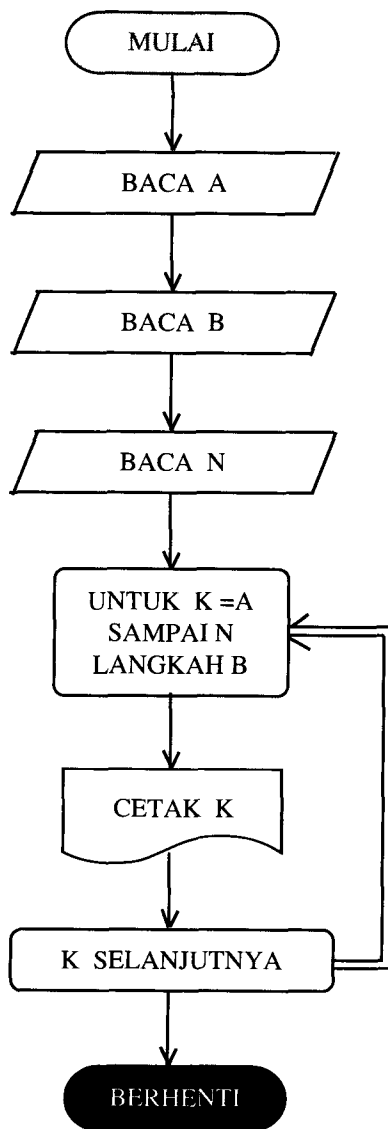 MULAI
BACA A
BACA B
BACA N
UNTUK K =A
SAMPAI N
LANGKAH B
CETAK K
K SELANJUTNYA
BERHENTI